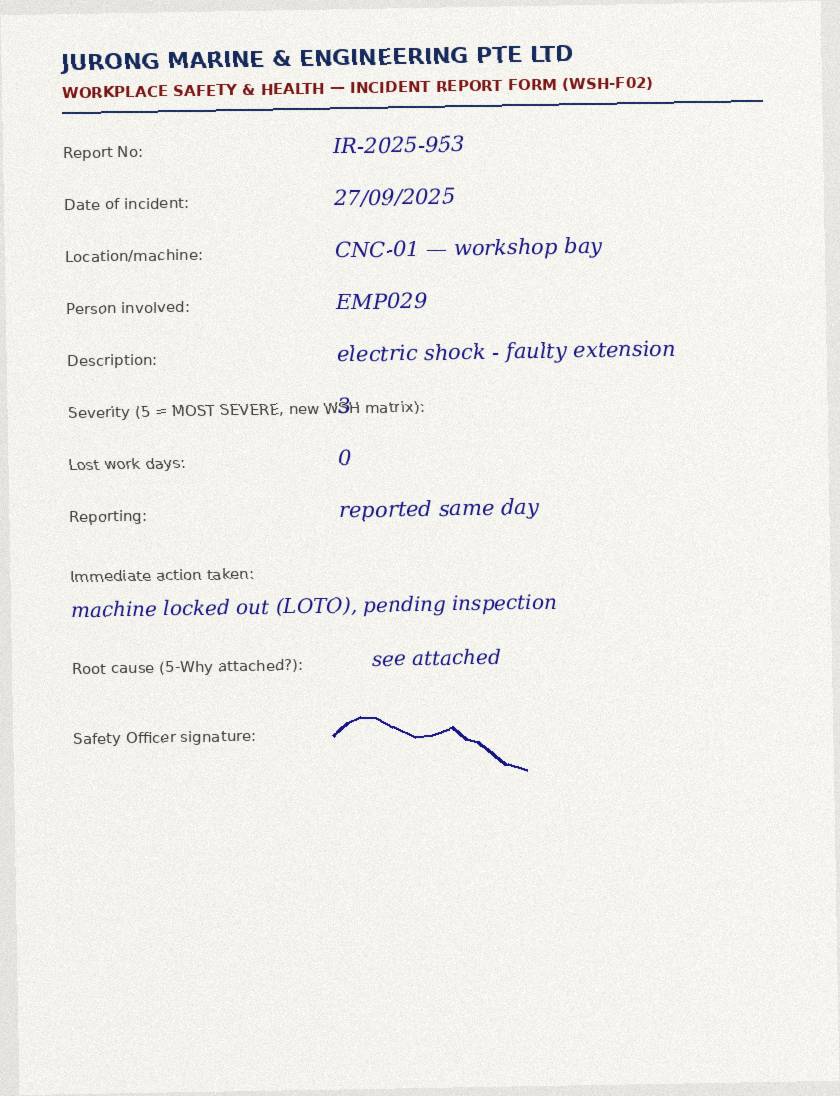 JURONG MARINE & ENGINEERING PTE LTD
WORKPLACE SAFETY & HEALTH — INCIDENT REPORT FORM (WSH-F02)
Report No: IR-2025-953
Date of incident: 27/09/2025
Location/machine: CNC-01 — workshop bay
Person involved: EMP029
Description: electric shock - faulty extension
Severity (5 = MOST SEVERE, new WSH matrix): 3
Lost work days: 0
Reporting: reported same day
Immediate action taken:
machine locked out (LOTO), pending inspection
Root cause (5-Why attached?): see attached
Safety Officer signature: